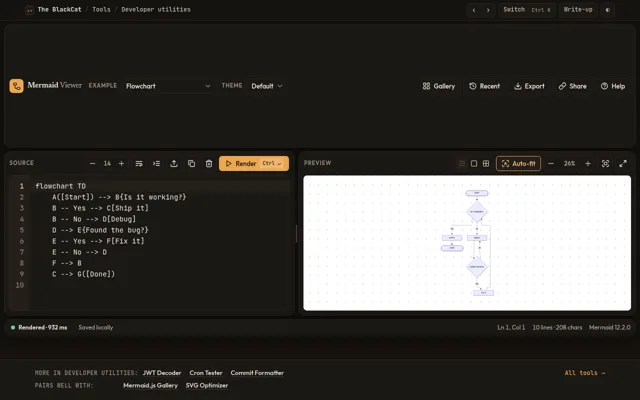 The BlackCat / Tools / Developer utilities
Switch Ctrl K
Write-up
Mermaid Viewer
EXAMPLE Flowchart
THEME Default
Gallery
Recent
Export
Share
Help
SOURCE
14
Render Ctrl
PREVIEW
Auto-fit
26%
1 flowchart TD
2 A([Start]) --> B{Is it working?}
3 B -- Yes --> C[Ship it]
4 B -- No --> D[Debug]
5 D --> E{Found the bug?}
6 E -- Yes --> F[Fix it]
7 E -- No --> D
8 F --> B
9 C --> G([Done])
10
Rendered · 932 ms
Saved locally
Ln 1, Col 1
10 lines · 208 chars
Mermaid 12.2.0
MORE IN DEVELOPER UTILITIES: JWT Decoder Cron Tester Commit Formatter
All tools →
PAIRS WELL WITH: Mermaid.js Gallery SVG Optimizer